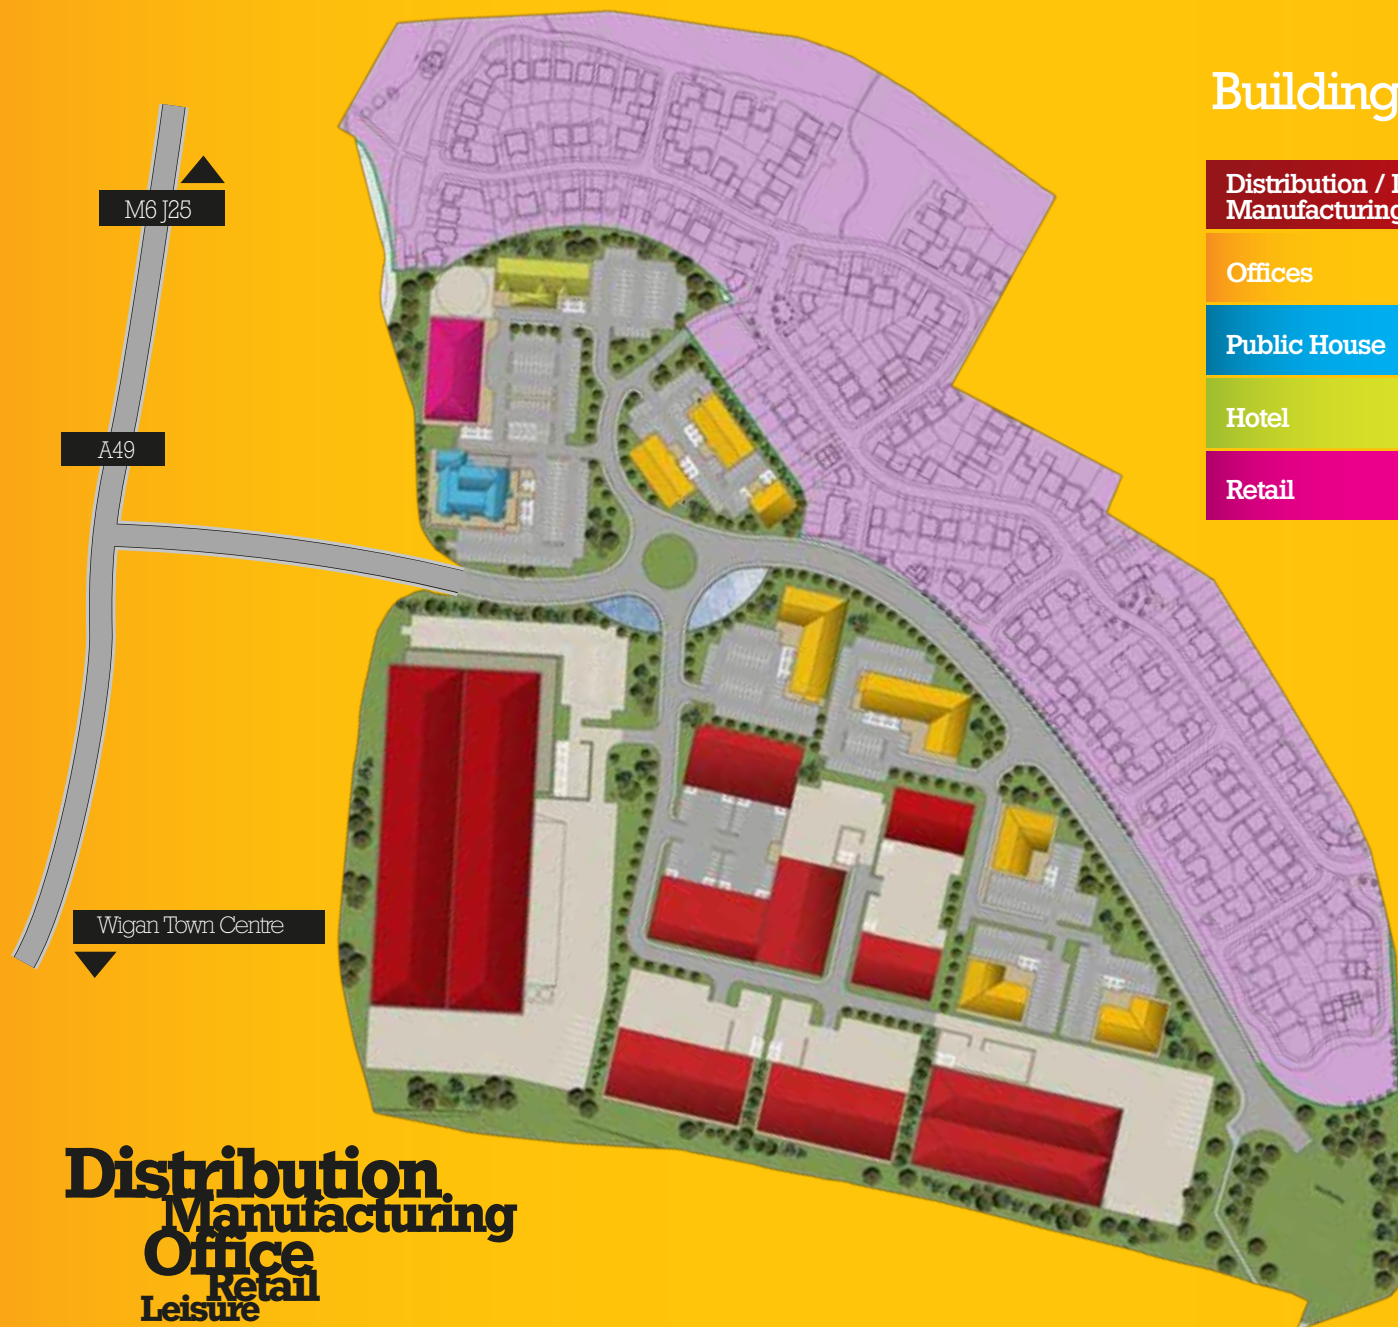 Building
Distribution /
Manufacturing
Offices
Public House
Hotel
Retail
M6 J25
A49
Wigan Town Centre
Distribution
Manufacturing
Office
Retail
Leisure